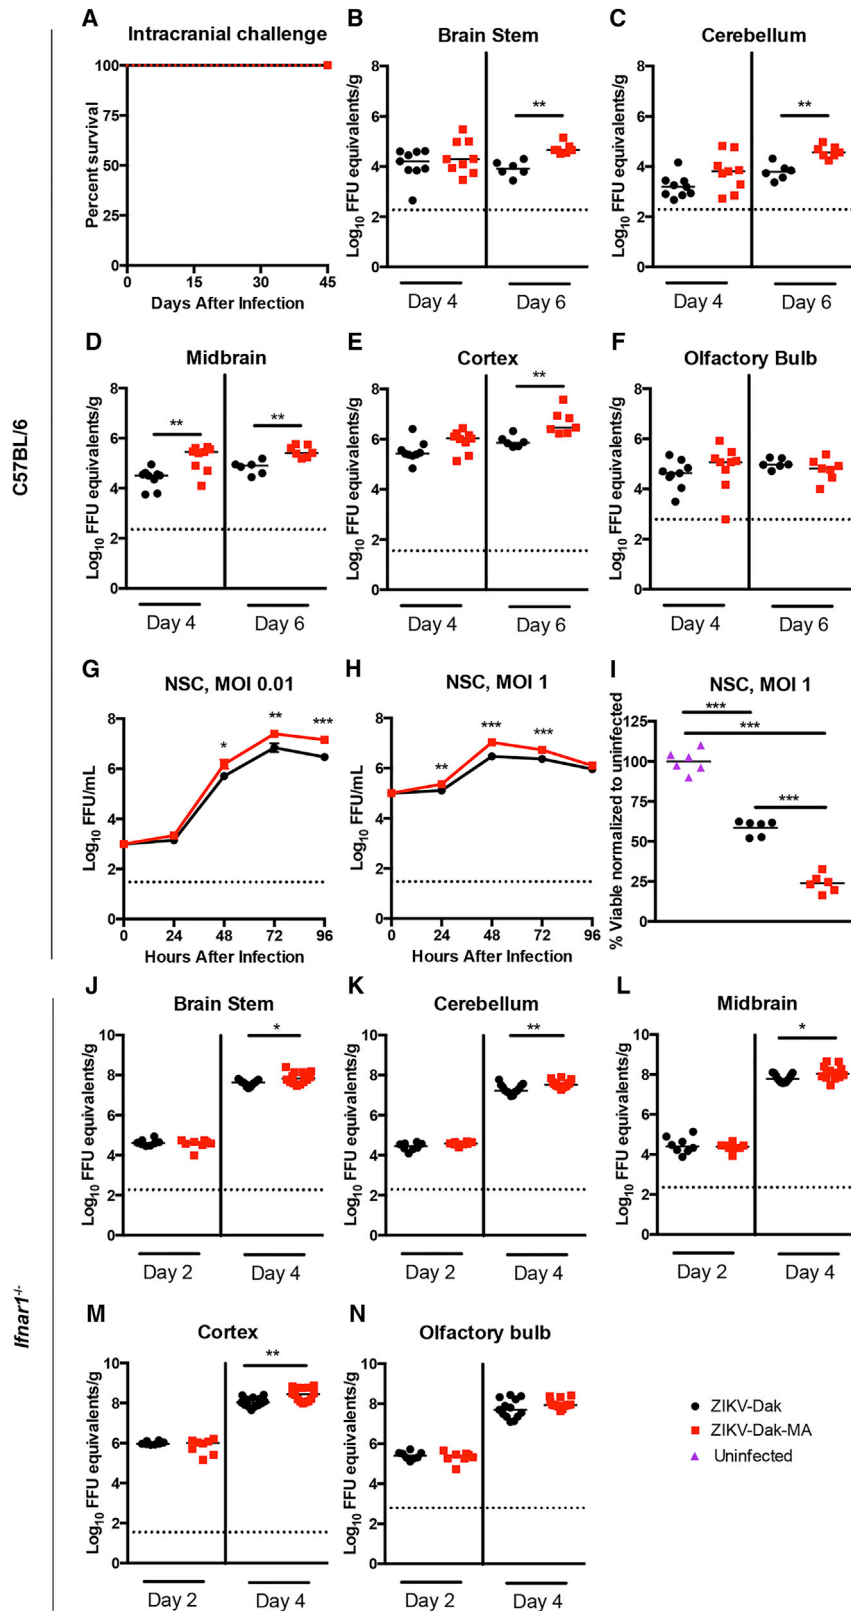 A
Intracranial challenge
100
75
50
25
0
Percent survival
0 15 30 45
Days After Infection
B
Brain Stem
**
8
6
4
2
0
Log10 FFU equivalents/g
Day 4 Day 6
C
Cerebellum
**
8
6
4
2
0
Log10 FFU equivalents/g
Day 4 Day 6
C57BL/6
D
Midbrain
** **
8
6
4
2
0
Log10 FFU equivalents/g
Day 4 Day 6
E
Cortex
**
8
6
4
2
0
Log10 FFU equivalents/g
Day 4 Day 6
F
Olfactory Bulb
8
6
4
2
0
Log10 FFU equivalents/g
Day 4 Day 6
G
NSC, MOI 0.01
* ** ***
8
6
4
2
0
Log10 FFU/mL
0 24 48 72 96
Hours After Infection
H
NSC, MOI 1
** *** ***
8
6
4
2
0
Log10 FFU/mL
0 24 48 72 96
Hours After Infection
I
NSC, MOI 1
***
***
***
125
100
75
50
25
0
% Viable normalized to uninfected
Ifnar1-/-
J
Brain Stem
*
10
8
6
4
2
0
Log10 FFU equivalents/g
Day 2 Day 4
K
Cerebellum
**
10
8
6
4
2
0
Log10 FFU equivalents/g
Day 2 Day 4
L
Midbrain
*
10
8
6
4
2
0
Log10 FFU equivalents/g
Day 2 Day 4
M
Cortex
**
10
8
6
4
2
0
Log10 FFU equivalents/g
Day 2 Day 4
N
Olfactory bulb
10
8
6
4
2
0
Log10 FFU equivalents/g
Day 2 Day 4
ZIKV-Dak
ZIKV-Dak-MA
Uninfected